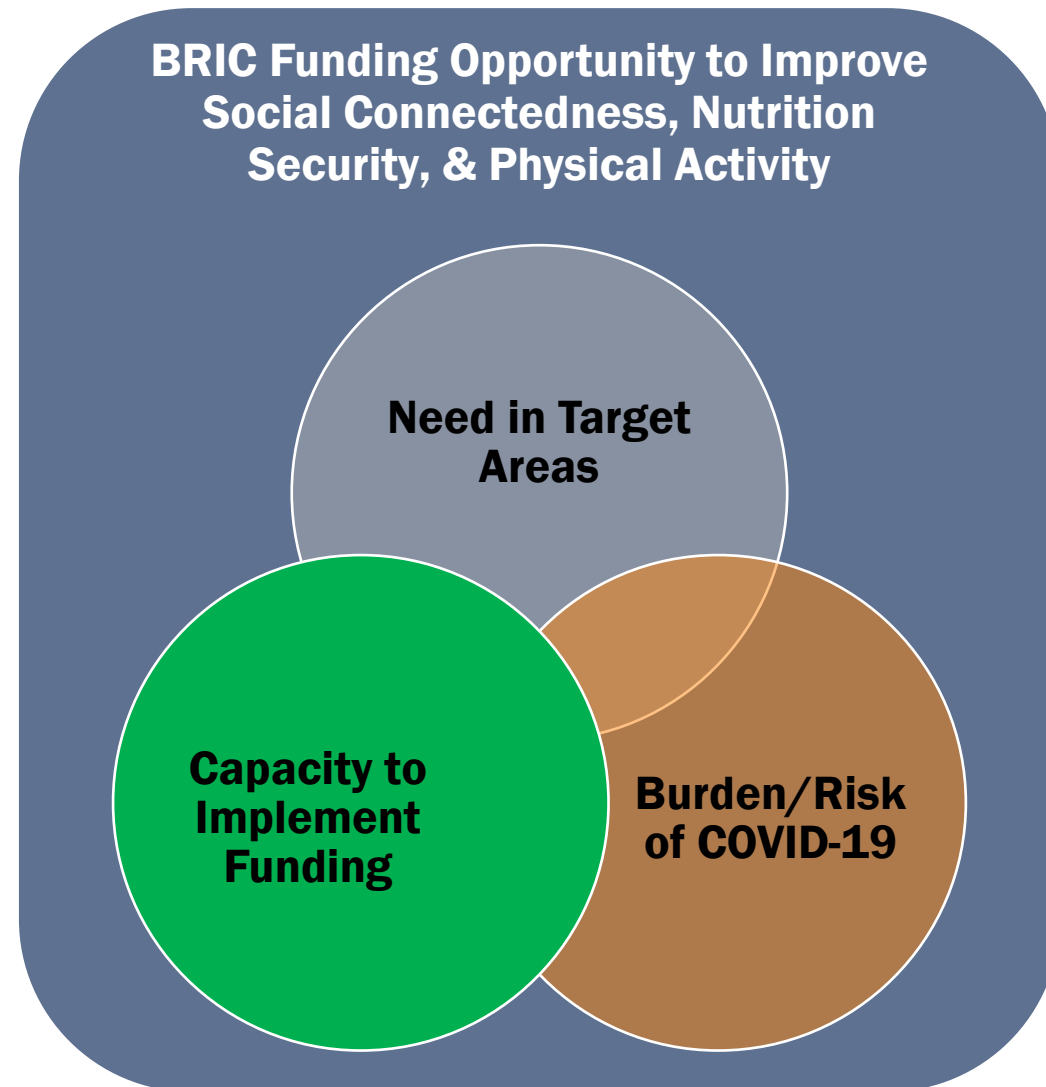 BRIC Funding Opportunity to Improve
Social Connectedness, Nutrition
Security, & Physical Activity
Need in Target
Areas
Capacity to
Implement
Funding
Burden/Risk
of COVID-19